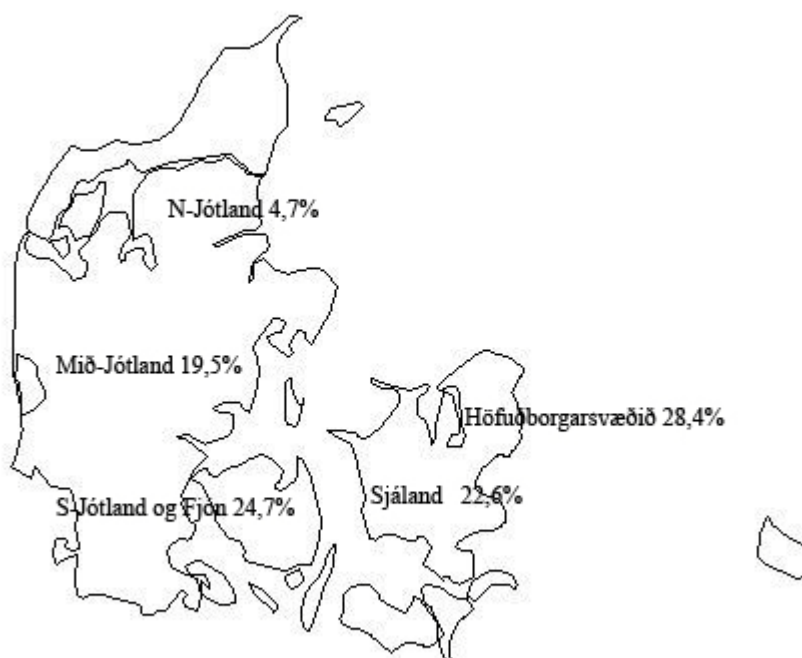 N-Jótland 4,7%
Mið-Jótland 19,5%
Höfuðborgarsvæðið 28,4%
S-Jótland og Fjón 24,7%
Sjáland 22,6%